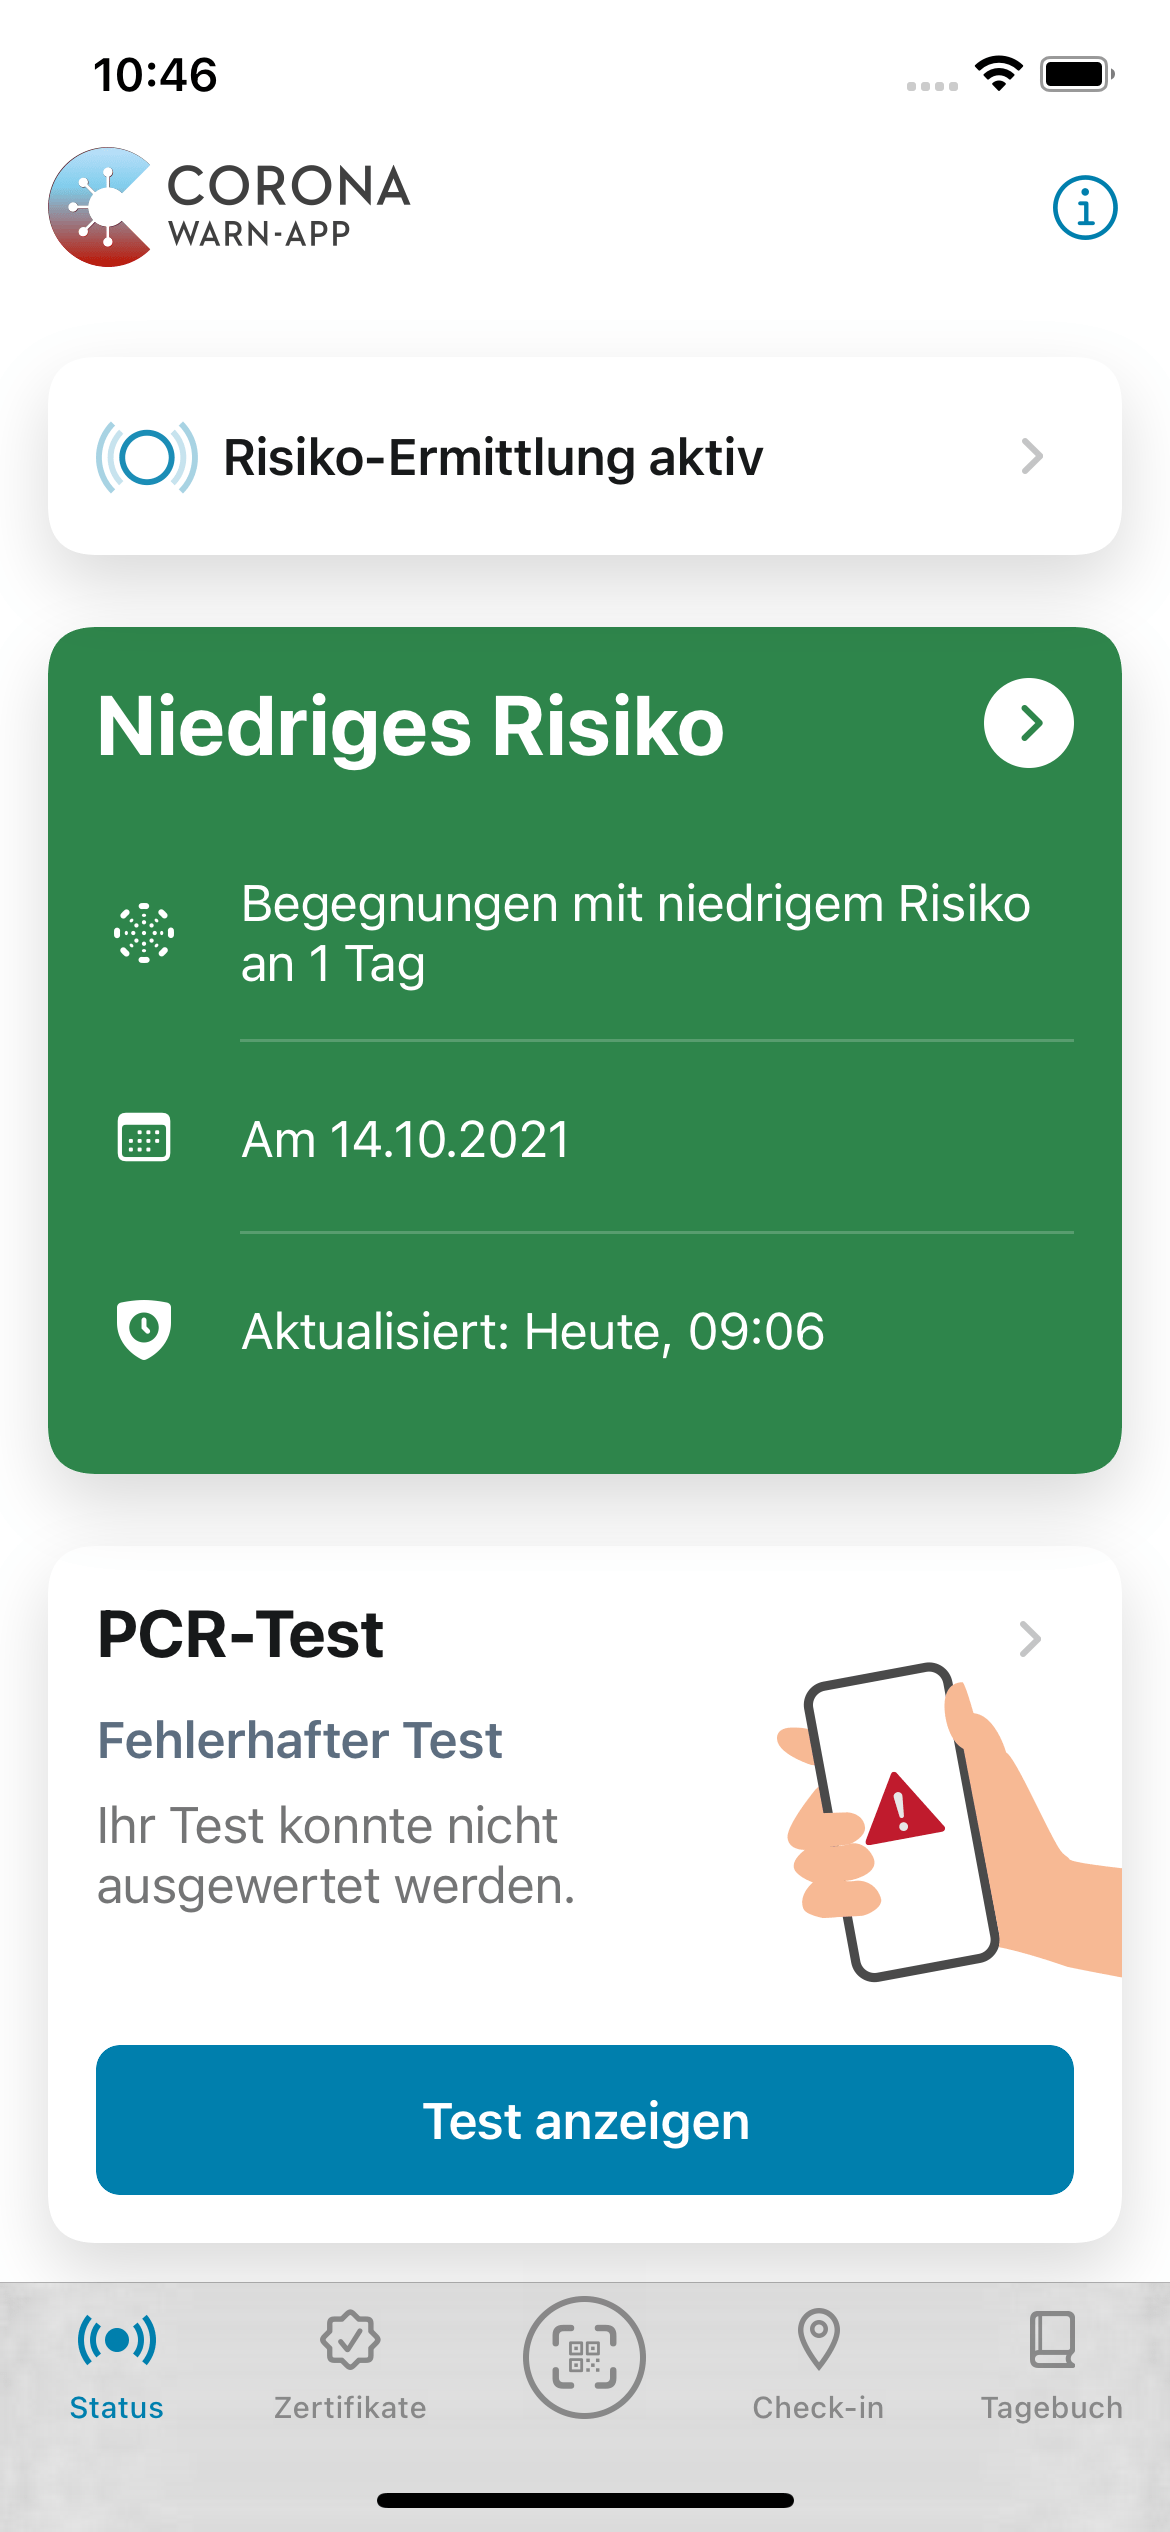 10:46
CORONA
WARN-APP
Risiko-Ermittlung aktiv
Niedriges Risiko
Begegnungen mit niedrigem Risiko
an 1 Tag
Am 14.10.2021
Aktualisiert: Heute, 09:06
PCR-Test
Fehlerhafter Test
Ihr Test konnte nicht
ausgewertet werden.
Test anzeigen
Status
Zertifikate
Check-in
Tagebuch